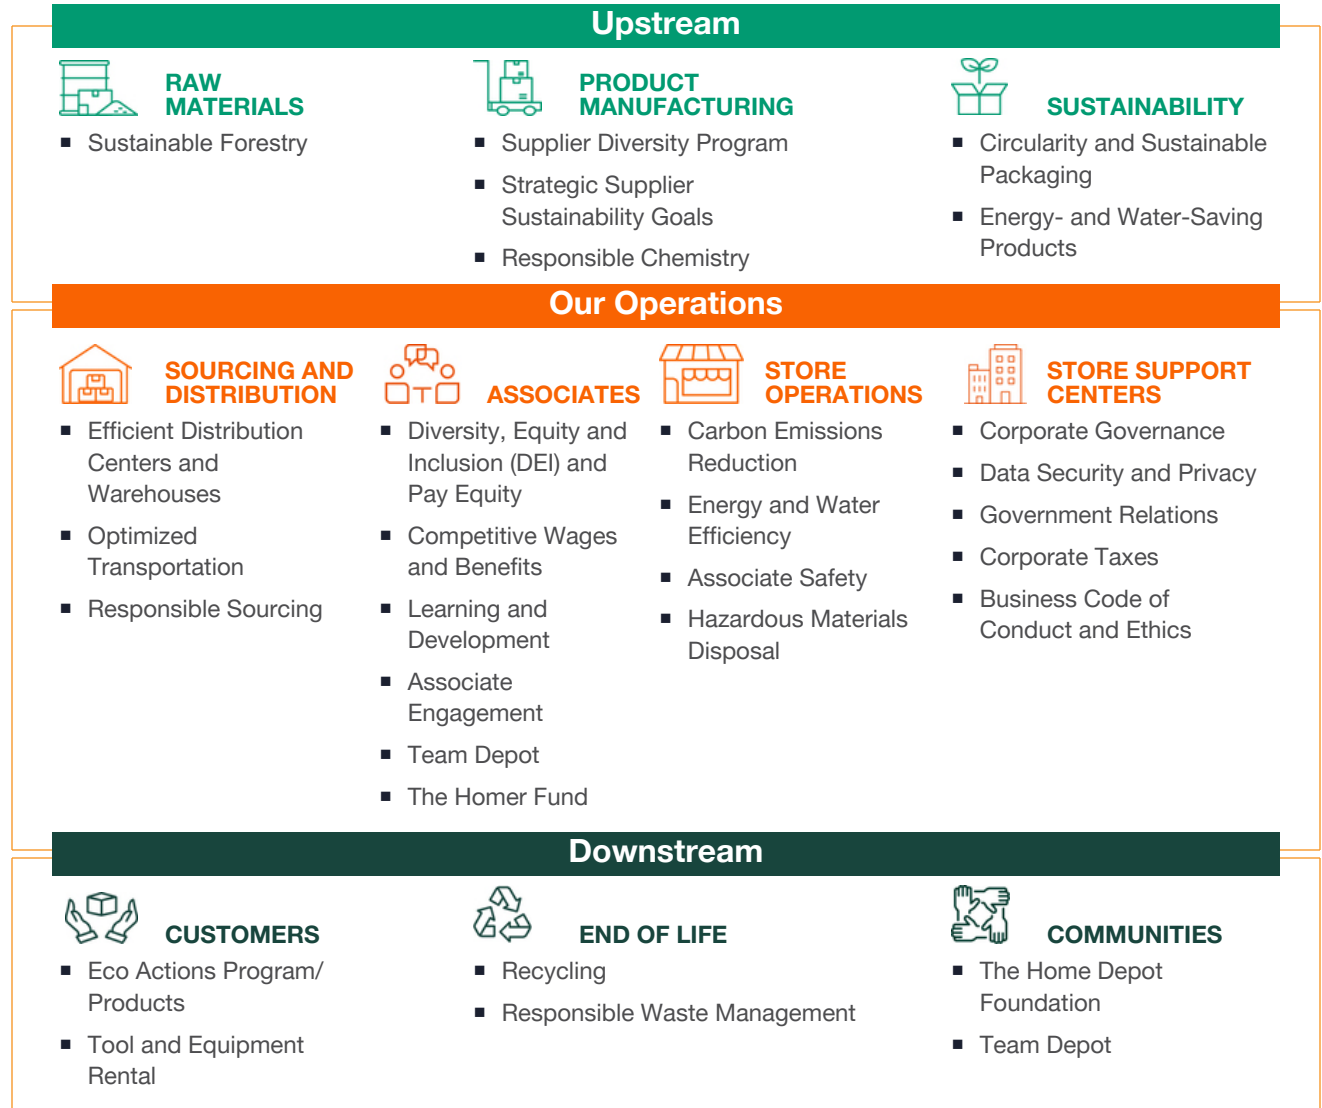 Upstream
RAW
MATERIALS
■ Sustainable Forestry
PRODUCT
MANUFACTURING
■ Supplier Diversity Program
■ Strategic Supplier
Sustainability Goals
■ Responsible Chemistry
SUSTAINABILITY
■ Circularity and Sustainable
Packaging
■ Energy- and Water-Saving
Products
Our Operations
SOURCING AND
DISTRIBUTION
■ Efficient Distribution
Centers and
Warehouses
■ Optimized
Transportation
■ Responsible Sourcing
ASSOCIATES
■ Diversity, Equity and
Inclusion (DEI) and
Pay Equity
■ Competitive Wages
and Benefits
■ Learning and
Development
■ Associate
Engagement
■ Team Depot
■ The Homer Fund
STORE
OPERATIONS
■ Carbon Emissions
Reduction
■ Energy and Water
Efficiency
■ Associate Safety
■ Hazardous Materials
Disposal
STORE SUPPORT
CENTERS
■ Corporate Governance
■ Data Security and Privacy
■ Government Relations
■ Corporate Taxes
■ Business Code of
Conduct and Ethics
Downstream
CUSTOMERS
■ Eco Actions Program/
Products
■ Tool and Equipment
Rental
END OF LIFE
■ Recycling
■ Responsible Waste Management
COMMUNITIES
■ The Home Depot
Foundation
■ Team Depot